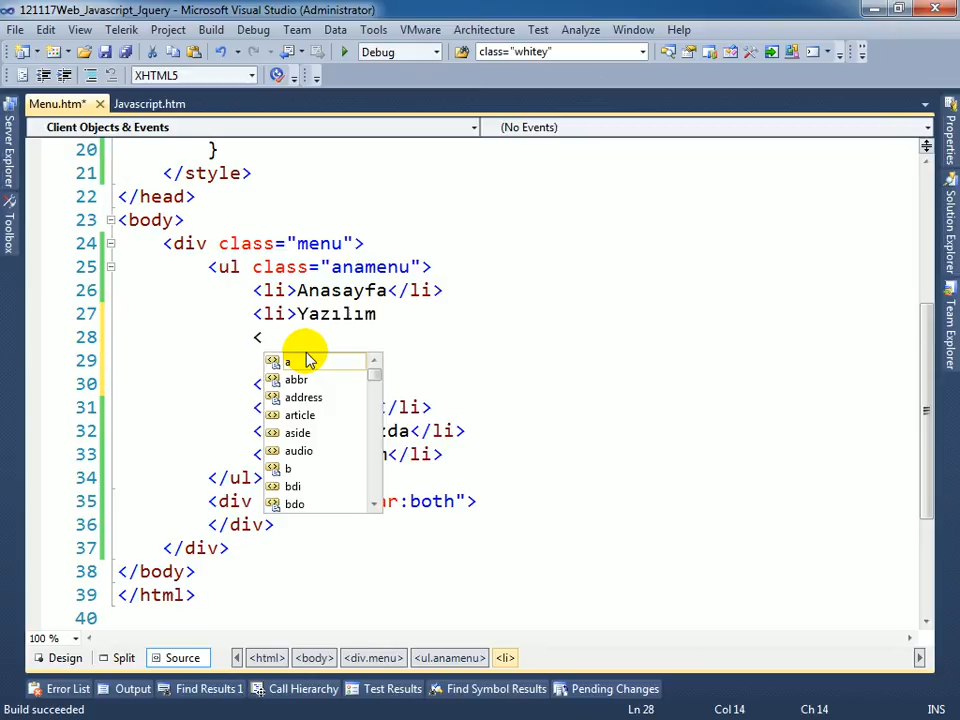 121117Web_Javascript_Jquery - Microsoft Visual Studio (Administrator)
File Edit View Telerik Project Build Debug Team Data Tools VMware Architecture Test Analyze Window Help
Debug class="whitey"
XHTML5
Menu.htm* Javascript.htm
Client Objects & Events (No Events)
20 }
21 </style>
22 </head>
23 <body>
24 <div class="menu">
25 <ul class="anamenu">
26 <li>Anasayfa</li>
27 <li>Yazılım
28 <
29 a
abbr
30 <
address
31 < /li>
article
32 < zda</li>
aside
33 < </li>
audio
34 </ul>
b
bdi
35 <div ar:both">
bdo
36 </div>
37 </div>
38 </body>
39 </html>
40
100 %
Design Split Source <html> <body> <div.menu> <ul.anamenu> <li>
Error List Output Find Results 1 Call Hierarchy Test Results Find Symbol Results Pending Changes
Build succeeded Ln 28 Col 14 Ch 14 INS
Server Explorer
Toolbox
Properties
Solution Explorer
Team Explorer